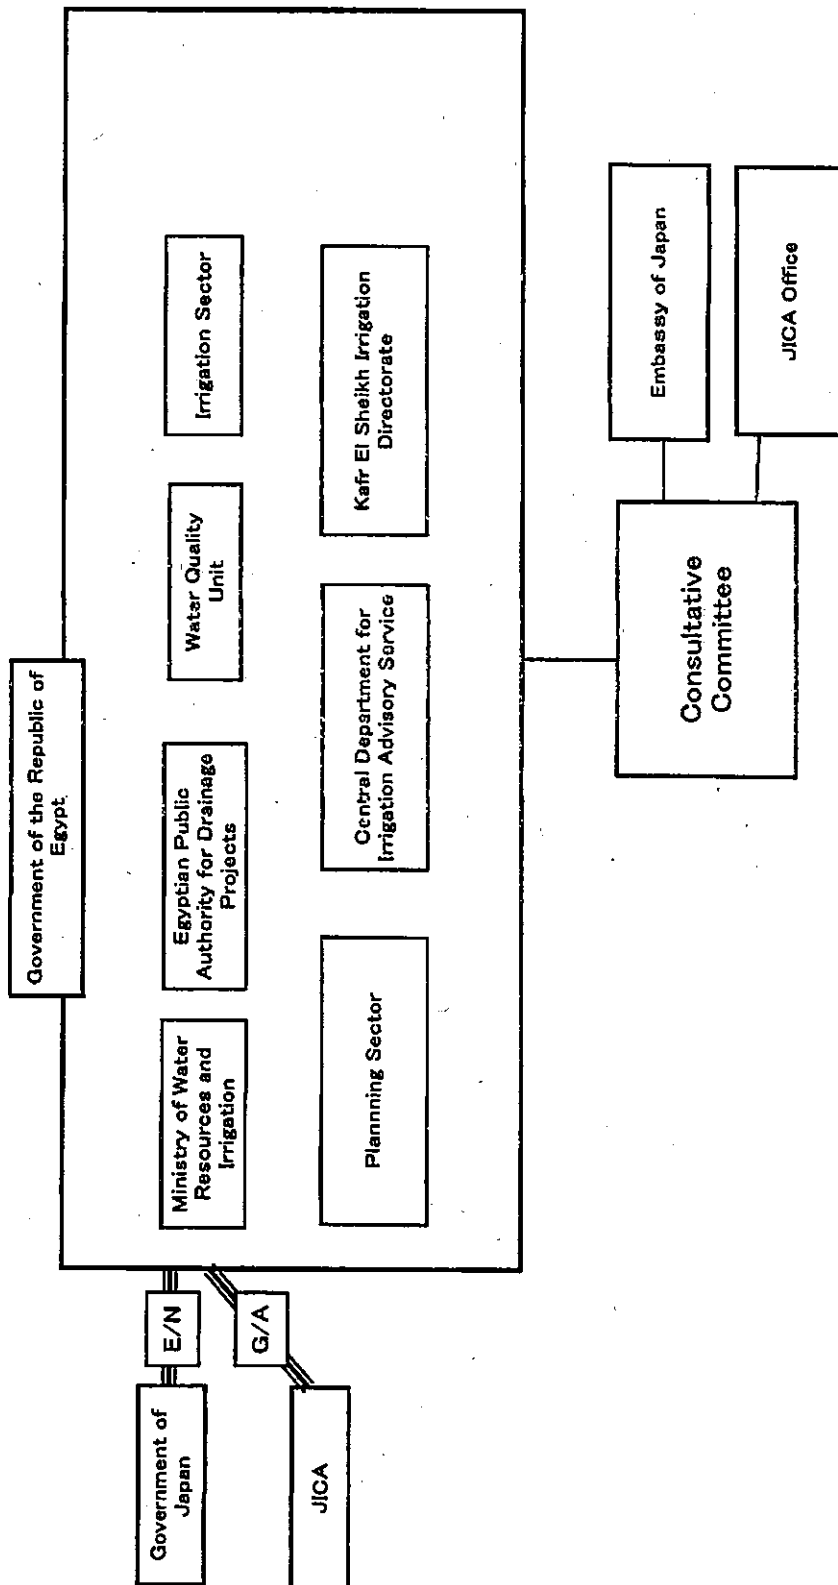 Government of the Republic of
Egypt
Government of
Japan
E/N
JICA
G/A
Ministry of Water
Resources and
Irrigation
Egyptian Public
Authority for Drainage
Projects
Water Quality
Unit
Irrigation Sector
Plannning Sector
Central Department for
Irrigation Advisory Service
Kafr El Sheikh Irrigation
Directorate
Consultative
Committee
Embassy of Japan
JICA Office